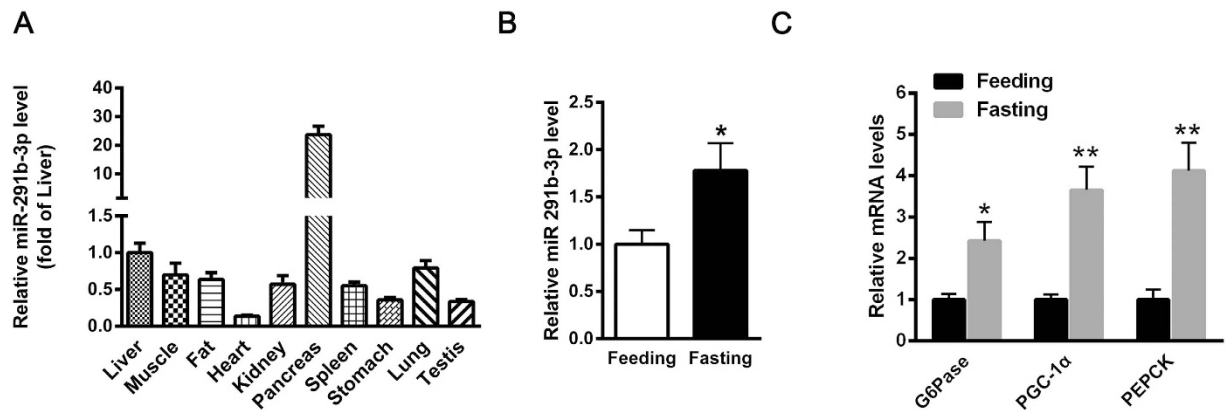 A
Relative miR-291b-3p level
(fold of Liver)
40
30
20
10
1.5
1.0
0.5
0.0
Liver
Muscle
Fat
Heart
Kidney
Pancreas
Spleen
Stomach
Lung
Testis
B
Relative miR 291b-3p level
2.5
2.0
1.5
1.0
0.5
0.0
*
Feeding
Fasting
C
Feeding
Fasting
Relative mRNA levels
6
5
4
3
2
1
0
*
**
**
G6Pase
PGC-1α
PEPCK